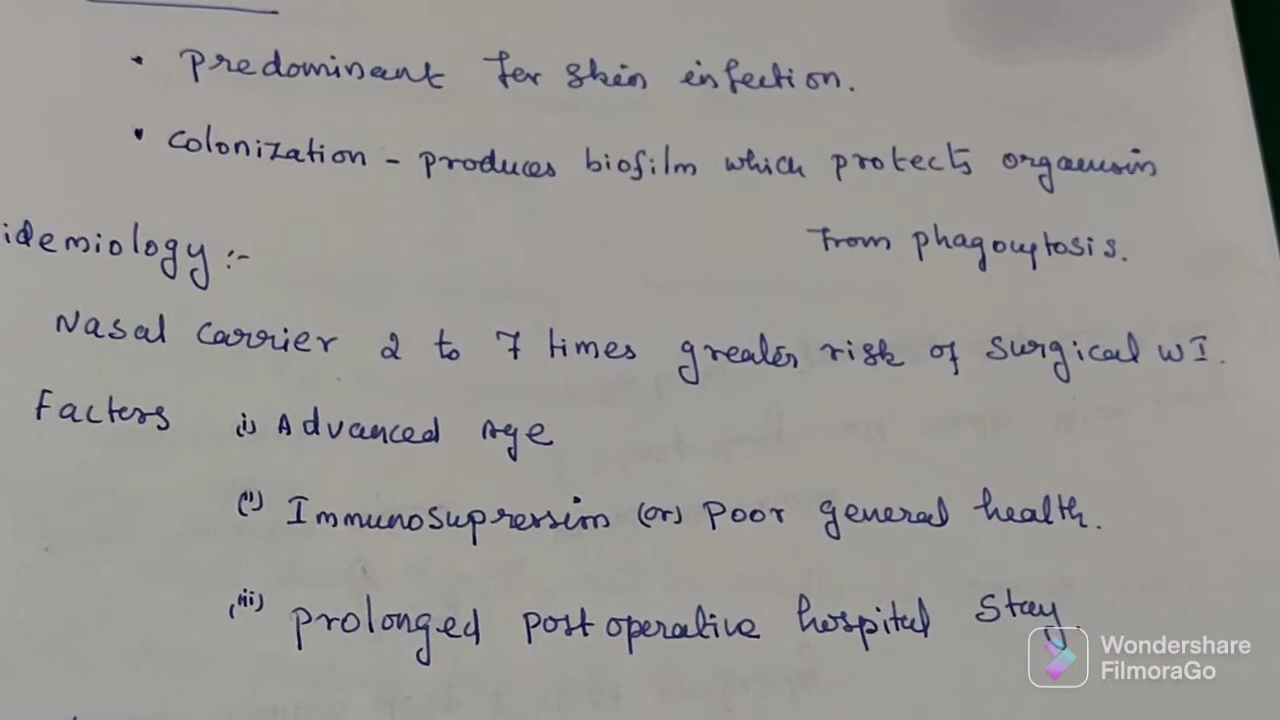 • Predominant for skin infection.
• colonization - produces biofilm which protects organism
from phagocytosis.
idemiology :-
Nasal Carrier 2 to 7 times greater risk of surgical WI.
Factors (i) Advanced Age
(ii) Immunosupression (or) Poor general health.
(iii) Prolonged post operative hospital stay
Wondershare
FilmoraGo